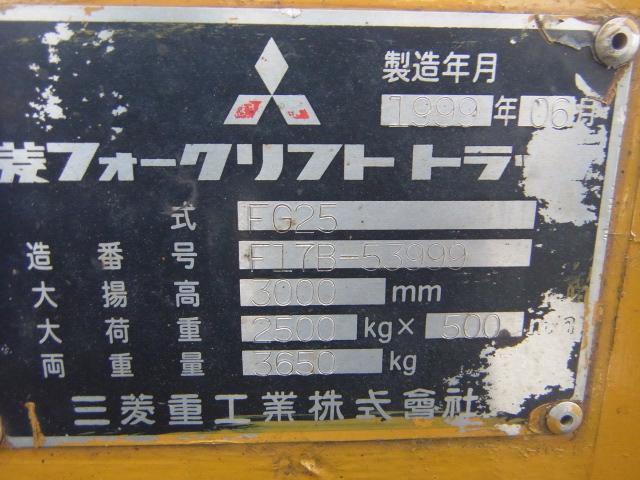 製造年月
1999年06月
菱フォークリフトトラッ
式 FG25
造番号 F17B-53999
大揚高 3000 mm
大荷重 2500 kg× 500 mm
両重量 3650 kg
三菱重工業株式會社